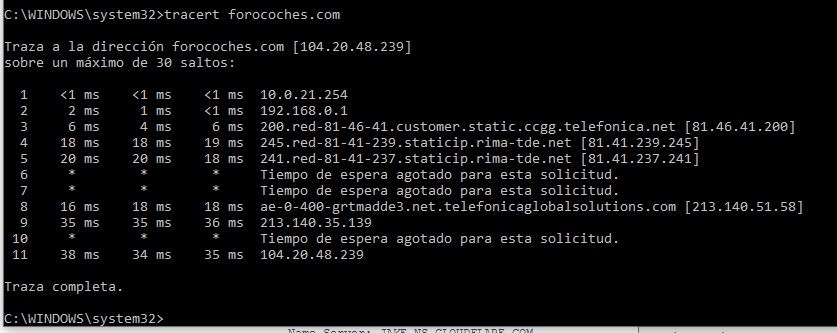 C:\WINDOWS\system32>tracert forocoches.com
Traza a la dirección forocoches.com [104.20.48.239]
sobre un máximo de 30 saltos:
1 <1 ms <1 ms <1 ms 10.0.21.254
2 2 ms 1 ms <1 ms 192.168.0.1
3 6 ms 4 ms 6 ms 200.red-81-46-41.customer.static.ccgg.telefonica.net [81.46.41.200]
4 18 ms 18 ms 19 ms 245.red-81-41-239.staticip.rima-tde.net [81.41.239.245]
5 20 ms 20 ms 18 ms 241.red-81-41-237.staticip.rima-tde.net [81.41.237.241]
6 * * * Tiempo de espera agotado para esta solicitud.
7 * * * Tiempo de espera agotado para esta solicitud.
8 16 ms 18 ms 18 ms ae-0-400-grtmadde3.net.telefonicaglobalsolutions.com [213.140.51.58]
9 35 ms 35 ms 36 ms 213.140.35.139
10 * * * Tiempo de espera agotado para esta solicitud.
11 38 ms 34 ms 35 ms 104.20.48.239
Traza completa.
C:\WINDOWS\system32>
Name Server: JAKE.NS.CLOUDFLARE.COM